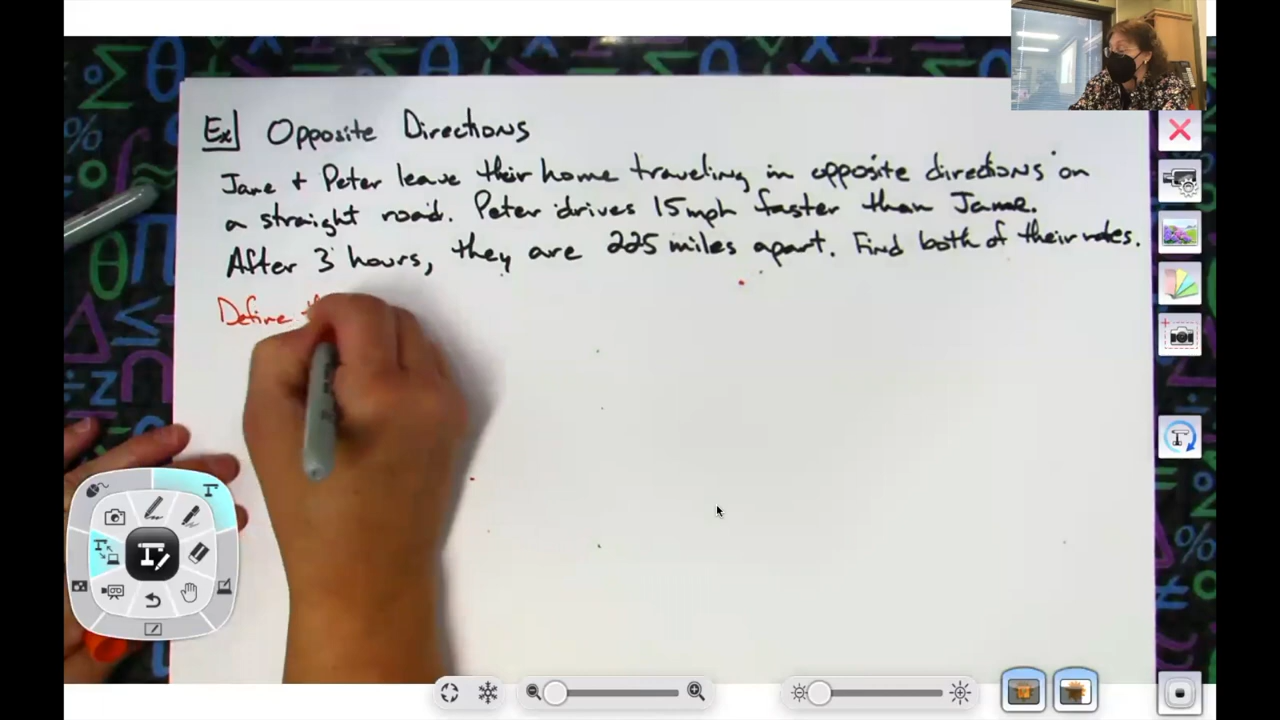 Ex Opposite Directions
Jane + Peter leave their home traveling in opposite directions on
a straight road. Peter drives 15mph faster than Jane.
After 3 hours, they are 225 miles apart. Find both of their rates.
Define